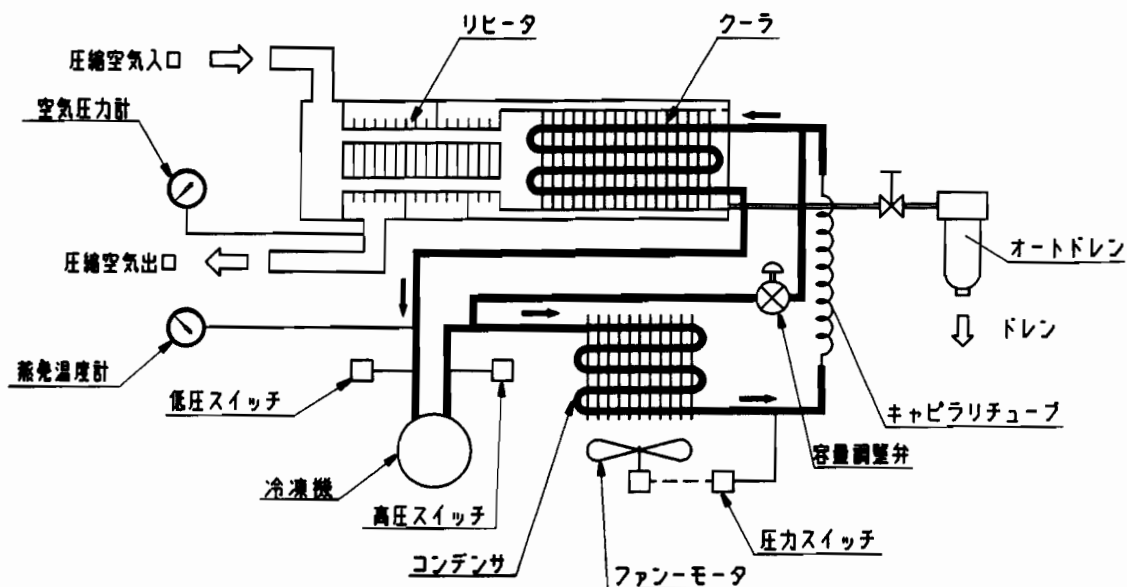 リヒータ
クーラ
圧縮空気入口
空気圧力計
圧縮空気出口
オートドレン
ドレン
蒸発温度計
低圧スイッチ
キャピラリチューブ
容量調整弁
冷凍機
高圧スイッチ
コンデンサ
圧力スイッチ
ファンーモータ